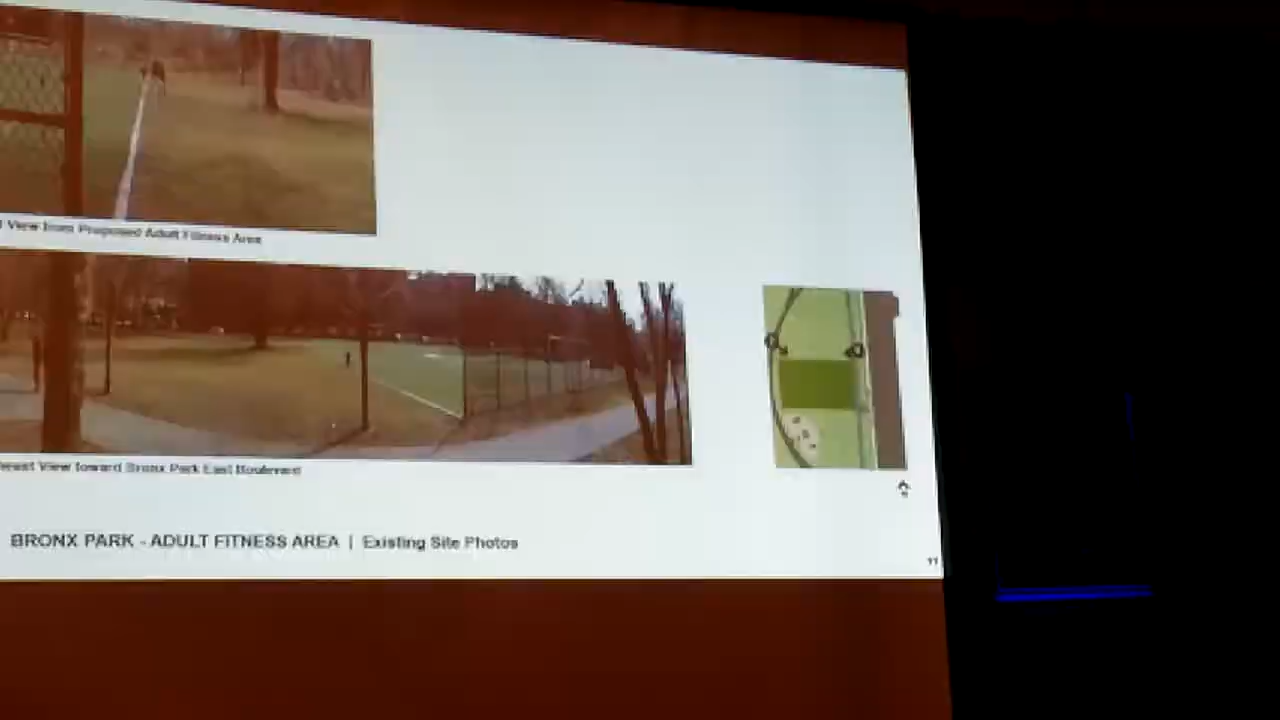 View from Proposed Adult Fitness Area
View toward Bronx Park East Boulevard
BRONX PARK - ADULT FITNESS AREA | Existing Site Photos
11